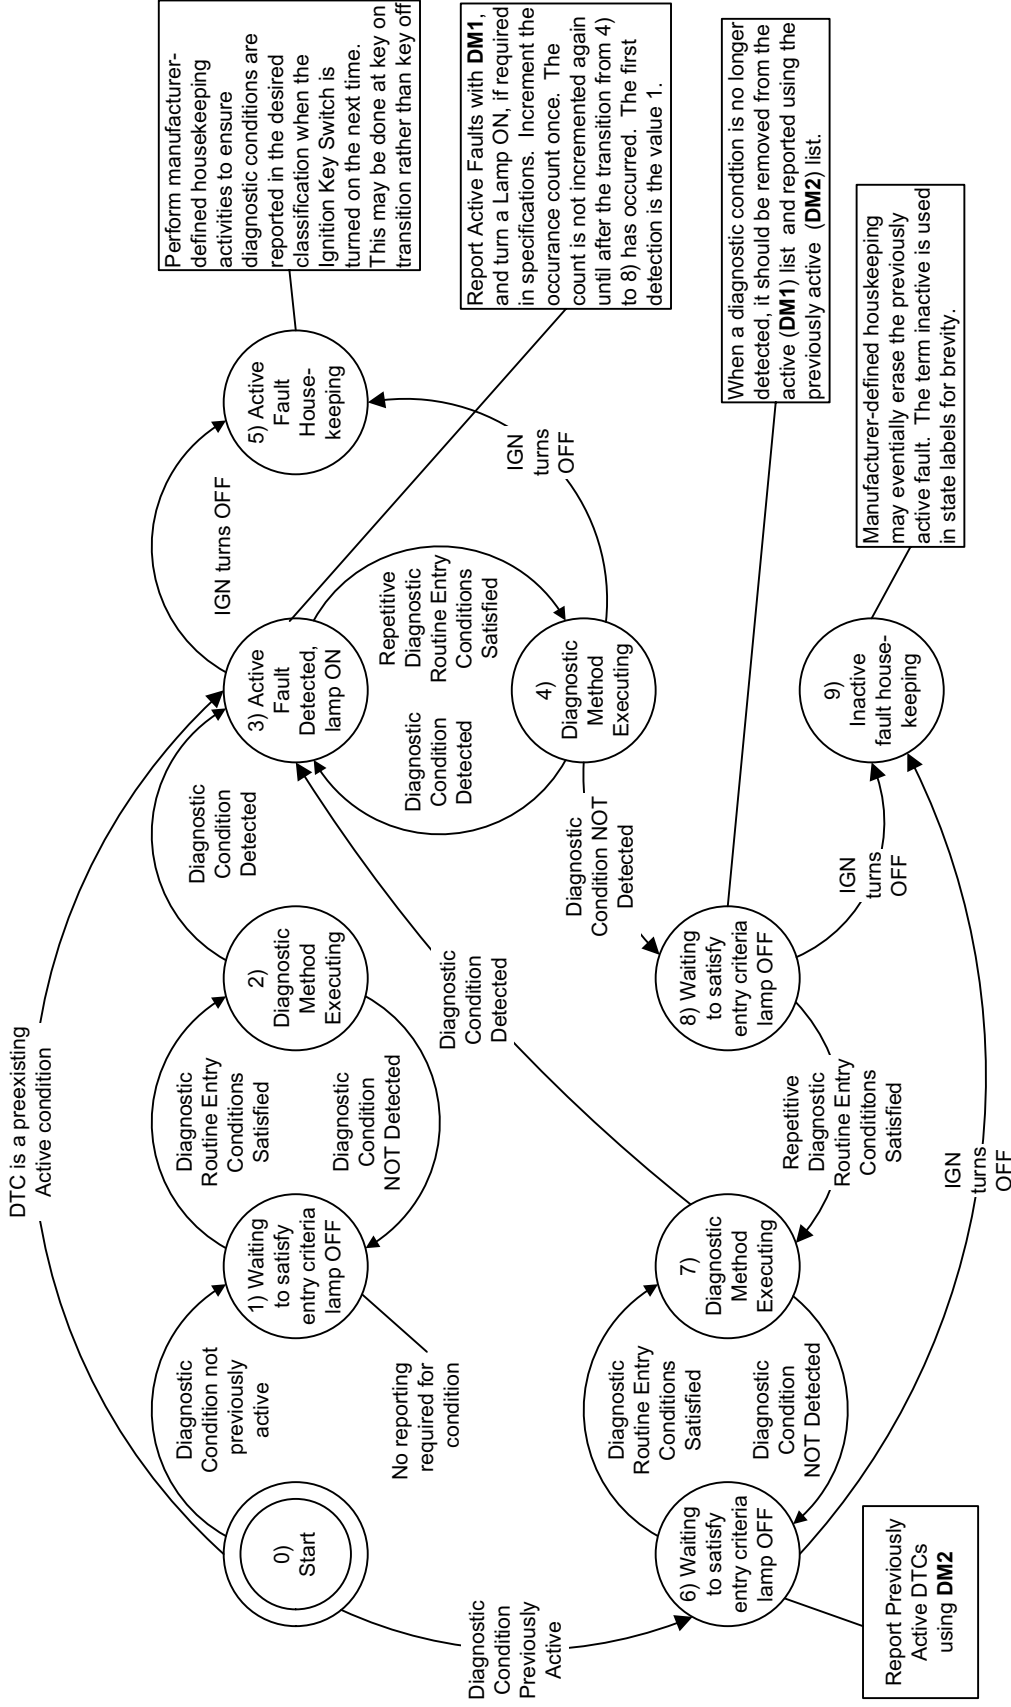 DTC is a preexisting
Active condition
0)
Start
Diagnostic
Condition not
previously
active
1) Waiting
to satisfy
entry criteria
lamp OFF
No reporting
required for
condition
Diagnostic
Routine Entry
Conditions
Satisfied
Diagnostic
Condition
NOT Detected
2)
Diagnostic
Method
Executing
Diagnostic
Condition
Detected
3) Active
Fault
Detected,
lamp ON
IGN turns OFF
5) Active
Fault
House-
keeping
Perform manufacturer-
defined housekeeping
activities to ensure
diagnostic conditions are
reported in the desired
classification when the
Ignition Key Switch is
turned on the next time.
This may be done at key on
transition rather than key off
Diagnostic
Condition
Detected
Repetitive
Diagnostic
Routine Entry
Conditions
Satisfied
4)
Diagnostic
Method
Executing
IGN
turns
OFF
Report Active Faults with DM1,
and turn a Lamp ON, if required
in specifications. Increment the
occurance count once. The
count is not incremented again
until after the transition from 4)
to 8) has occurred. The first
detection is the value 1.
Diagnostic
Condition
Previously
Active
Diagnostic
Condition
Detected
Diagnostic
Condition NOT
Detected
6) Waiting
to satisfy
entry criteria
lamp OFF
Report Previously
Active DTCs
using DM2
Diagnostic
Routine Entry
Conditions
Satisfied
Diagnostic
Condition
NOT Detected
7)
Diagnostic
Method
Executing
Repetitive
Diagnostic
Routine Entry
Condititons
Satisfied
8) Waiting
to satisfy
entry criteria
lamp OFF
When a diagnostic condtion is no longer
detected, it should be removed from the
active (DM1) list and reported using the
previously active (DM2) list.
IGN
turns
OFF
IGN
turns
OFF
9)
Inactive
fault house-
keeping
Manufacturer-defined houskeeping
may eventially erase the previously
active fault. The term inactive is used
in state labels for brevity.